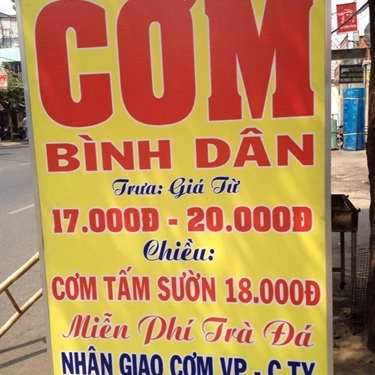 CƠM
BÌNH DÂN
Trưa: Giá Từ
17.000Đ - 20.000Đ
Chiều:
CƠM TẤM SƯỜN 18.000Đ
Miễn Phí Trà Đá
NHẬN GIAO CƠM VP - C.TY